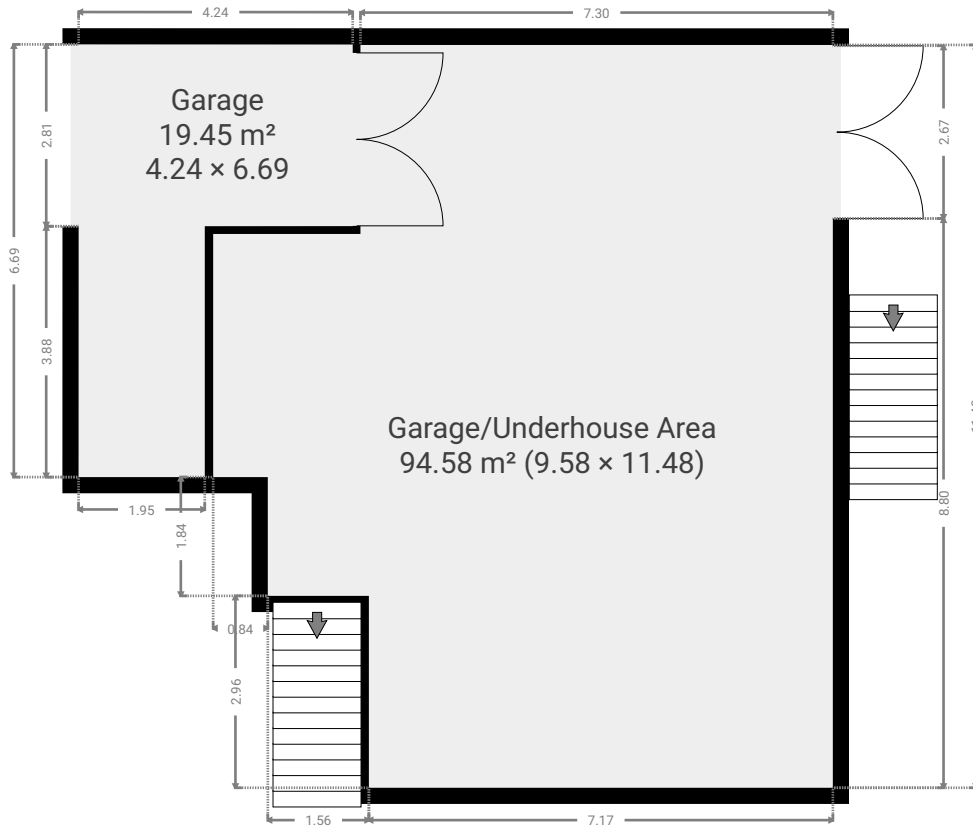 4.24
7.30
Garage
19.45 m²
4.24 × 6.69
2.81
2.67
6.69
3.88
Garage/Underhouse Area
94.58 m² (9.58 × 11.48)
8.80
1.95
1.84
0.84
2.96
1.56
7.17